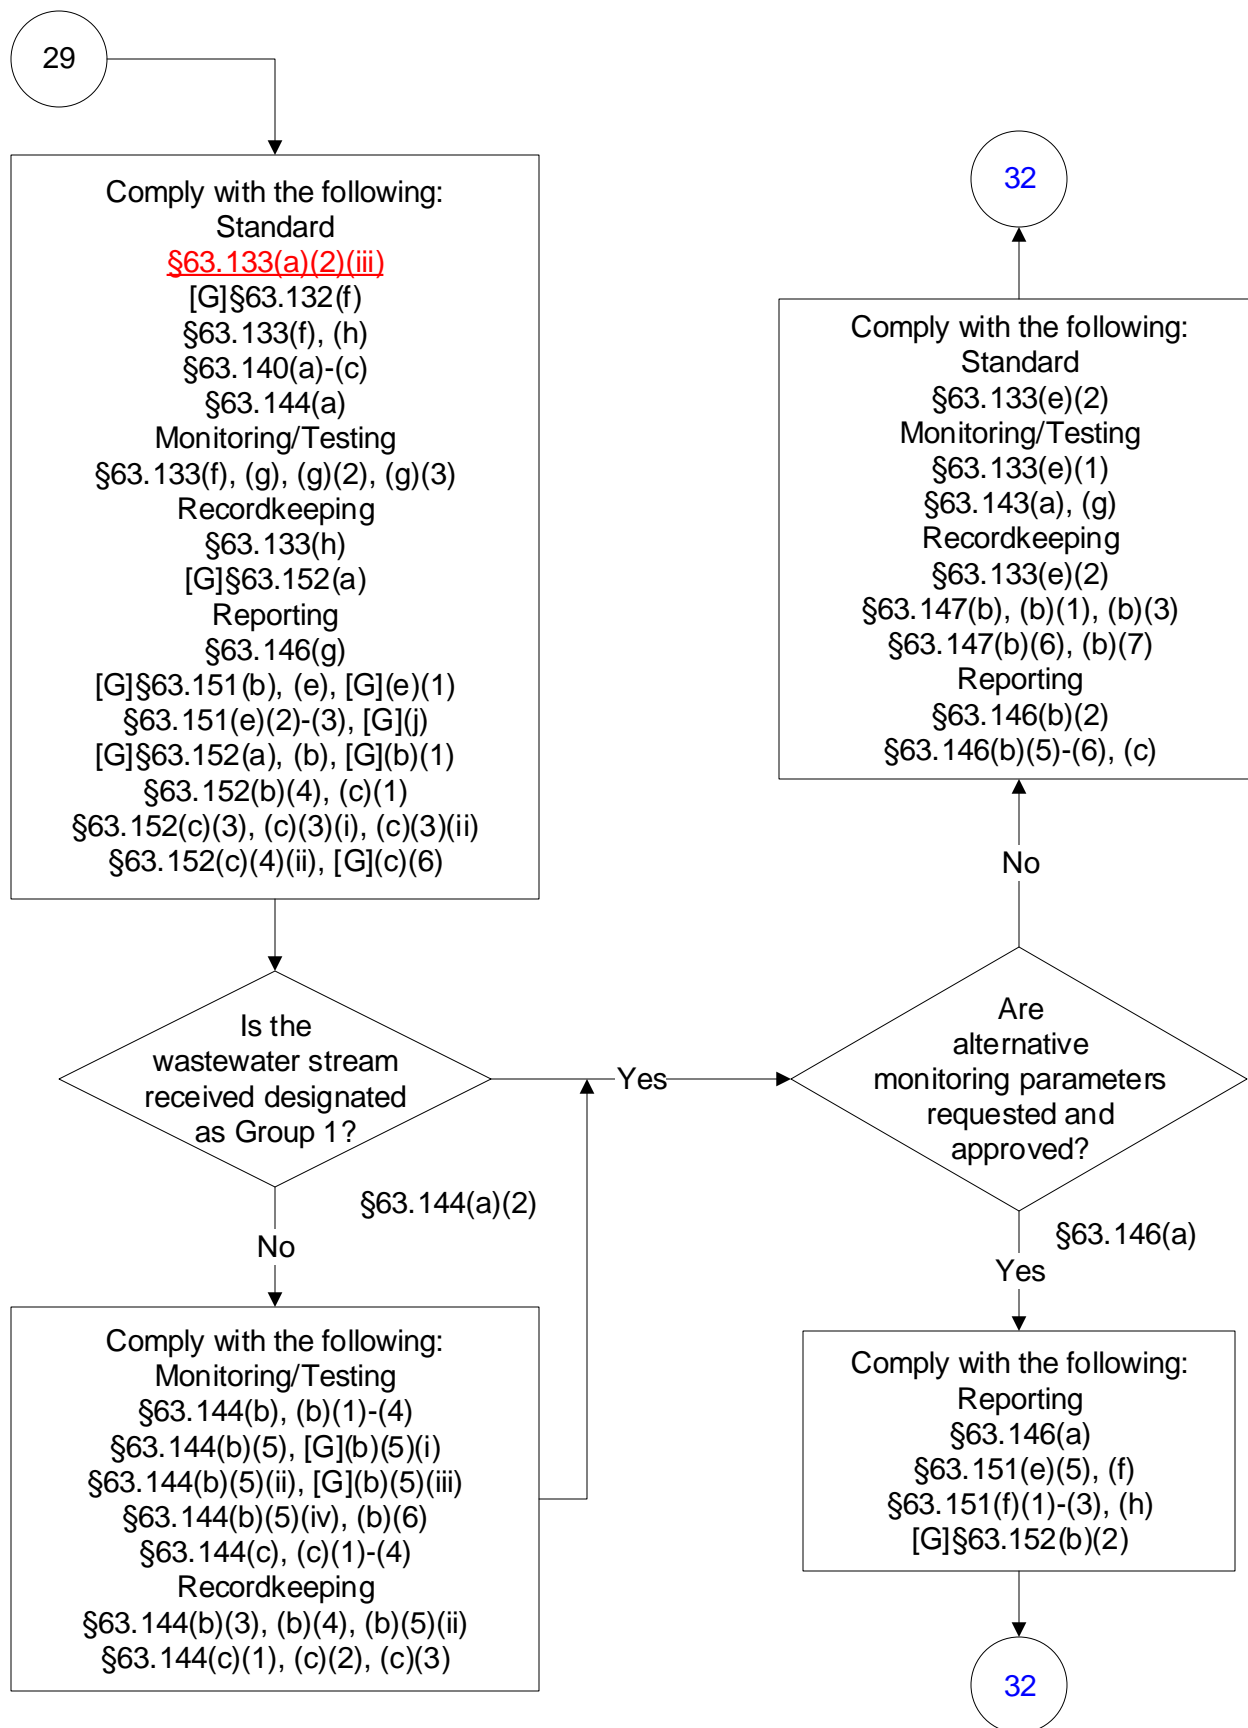 29
Comply with the following:
Standard
§63.133(a)(2)(iii)
[G]§63.132(f)
§63.133(f), (h)
§63.140(a)-(c)
§63.144(a)
Monitoring/Testing
§63.133(f), (g), (g)(2), (g)(3)
Recordkeeping
§63.133(h)
[G]§63.152(a)
Reporting
§63.146(g)
[G]§63.151(b), (e), [G](e)(1)
§63.151(e)(2)-(3), [G](j)
[G]§63.152(a), (b), [G](b)(1)
§63.152(b)(4), (c)(1)
§63.152(c)(3), (c)(3)(i), (c)(3)(ii)
§63.152(c)(4)(ii), [G](c)(6)
Is the
wastewater stream
received designated
as Group 1?
§63.144(a)(2)
No
Yes
Comply with the following:
Monitoring/Testing
§63.144(b), (b)(1)-(4)
§63.144(b)(5), [G](b)(5)(i)
§63.144(b)(5)(ii), [G](b)(5)(iii)
§63.144(b)(5)(iv), (b)(6)
§63.144(c), (c)(1)-(4)
Recordkeeping
§63.144(b)(3), (b)(4), (b)(5)(ii)
§63.144(c)(1), (c)(2), (c)(3)
32
Comply with the following:
Standard
§63.133(e)(2)
Monitoring/Testing
§63.133(e)(1)
§63.143(a), (g)
Recordkeeping
§63.133(e)(2)
§63.147(b), (b)(1), (b)(3)
§63.147(b)(6), (b)(7)
Reporting
§63.146(b)(2)
§63.146(b)(5)-(6), (c)
No
Are
alternative
monitoring parameters
requested and
approved?
§63.146(a)
Yes
Comply with the following:
Reporting
§63.146(a)
§63.151(e)(5), (f)
§63.151(f)(1)-(3), (h)
[G]§63.152(b)(2)
32